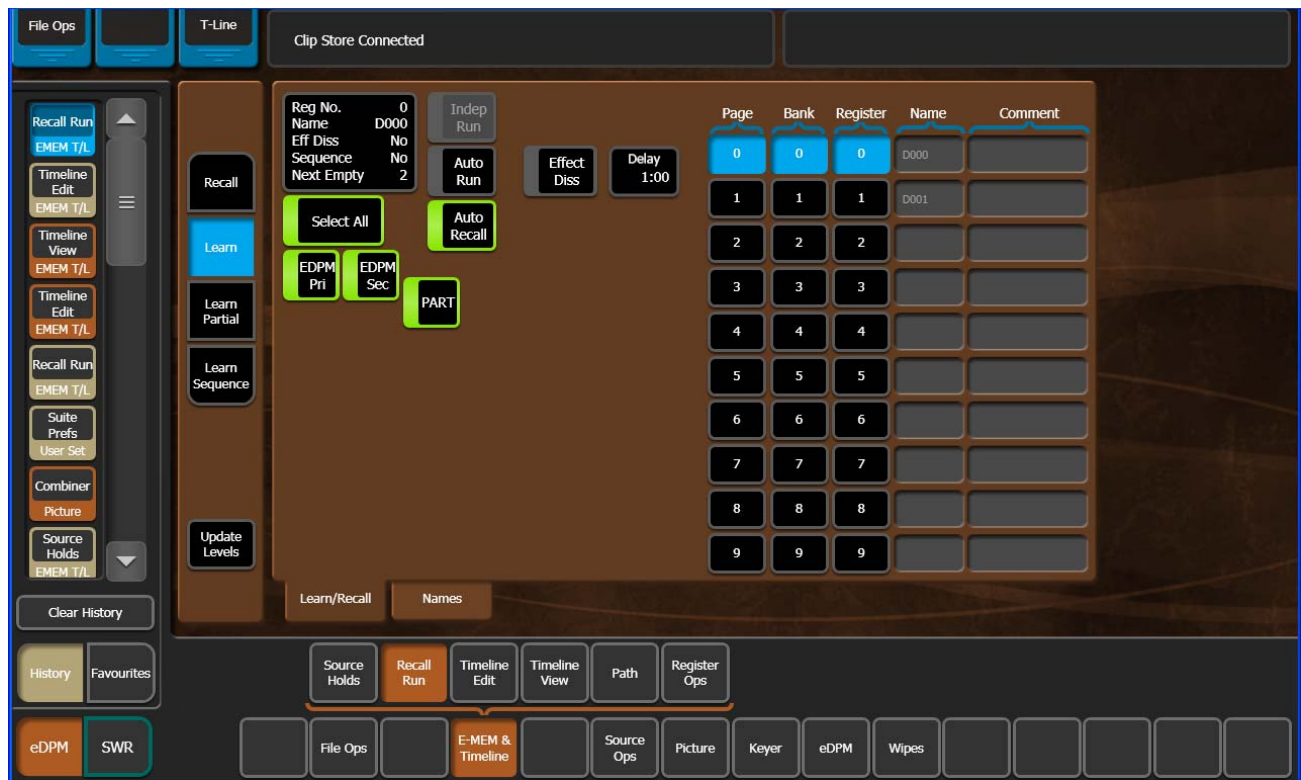 File Ops
T-Line
Clip Store Connected
Recall Run
EMEM T/L
Timeline
Edit
EMEM T/L
Timeline
View
EMEM T/L
Timeline
Edit
EMEM T/L
Recall Run
EMEM T/L
Suite
Prefs
User Set
Combiner
Picture
Source
Holds
EMEM T/L
Clear History
History
Favourites
eDPM
SWR
Recall
Learn
Learn
Partial
Learn
Sequence
Update
Levels
Reg No. 0
Name D000
Eff Diss No
Sequence No
Next Empty 2
Indep
Run
Auto
Run
Auto
Recall
Effect
Diss
Delay
1:00
Select All
EDPM
Pri
EDPM
Sec
PART
Page Bank Register Name Comment
0 0 0 D000
1 1 1 D001
2 2 2
3 3 3
4 4 4
5 5 5
6 6 6
7 7 7
8 8 8
9 9 9
Learn/Recall
Names
Source
Holds
Recall
Run
Timeline
Edit
Timeline
View
Path
Register
Ops
File Ops
E-MEM &
Timeline
Source
Ops
Picture
Keyer
eDPM
Wipes